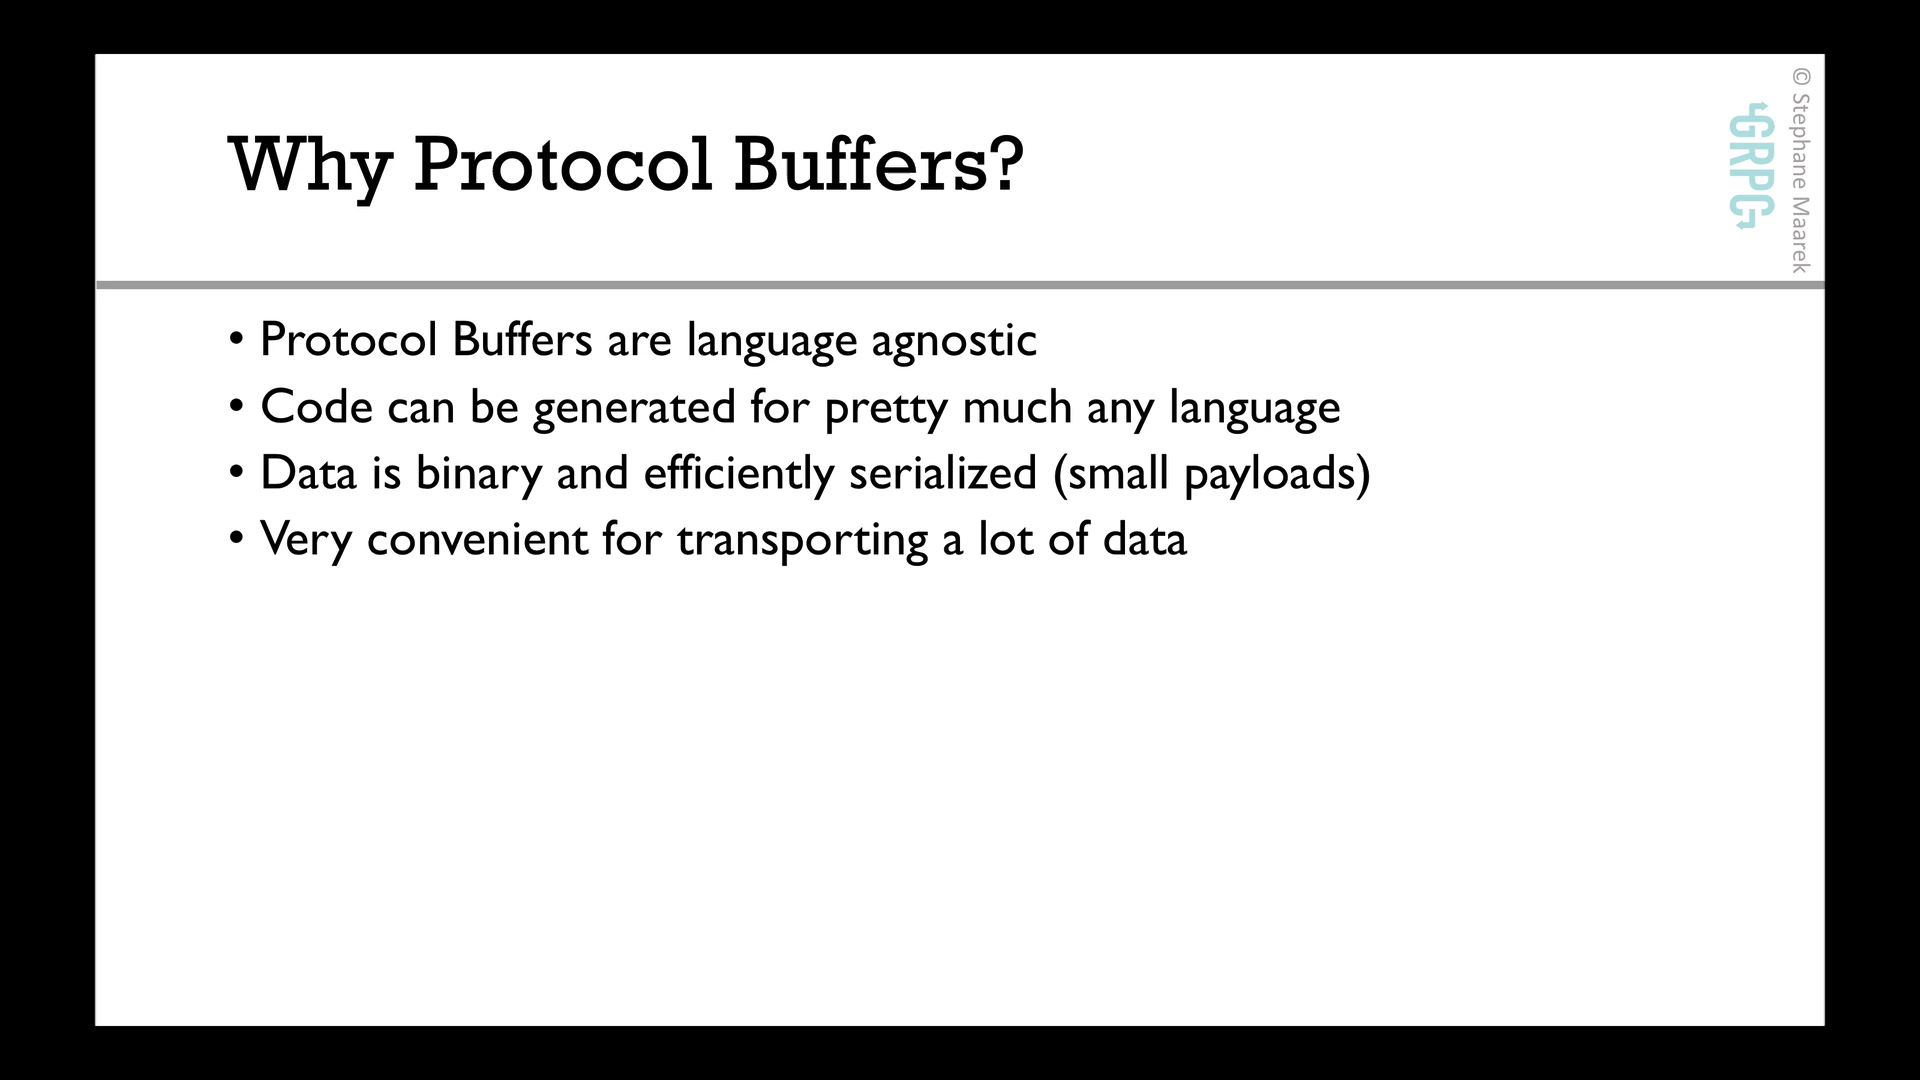 Why Protocol Buffers?
GRPC
© Stephane Maarek
• Protocol Buffers are language agnostic
• Code can be generated for pretty much any language
• Data is binary and efficiently serialized (small payloads)
• Very convenient for transporting a lot of data